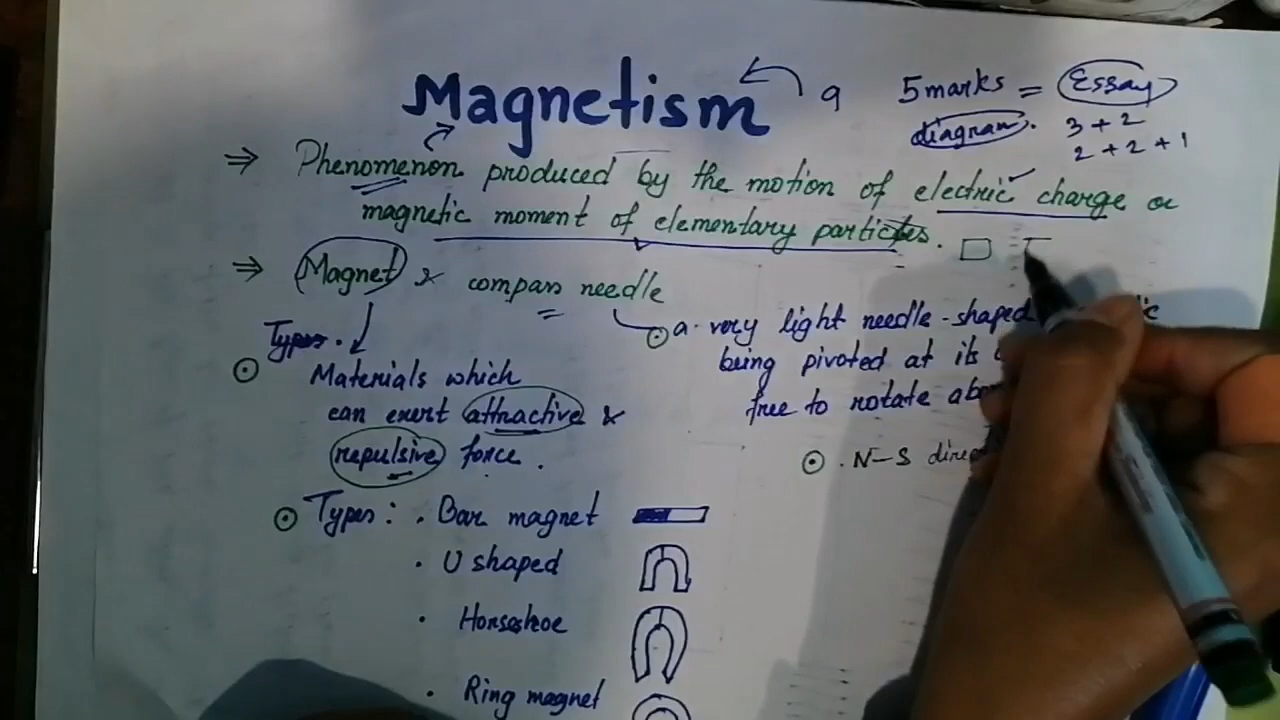 Magnetism
9
5 marks = Essay
diagram. 3 + 2
2 + 2 + 1
⇒ Phenomenon produced by the motion of electric charge or
magnetic moment of elementary particles.
⇒ Magnet & compass needle
Types.
⊙ Materials which
can exert attractive &
repulsive force.
⊙ a very light needle-shaped
being pivoted at its
free to rotate
⊙ . N–S
⊙ Types: . Bar magnet
. U shaped
. Horseshoe
. Ring magnet